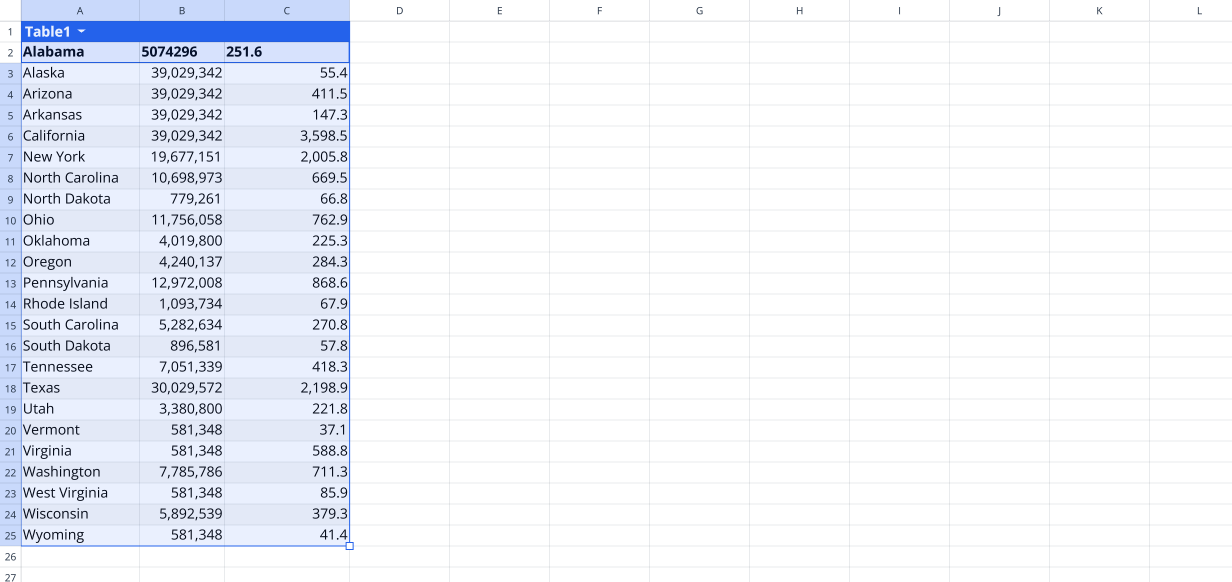 A B C D E F G H I J K L
1 Table1
2 Alabama 5074296 251.6
3 Alaska 39,029,342 55.4
4 Arizona 39,029,342 411.5
5 Arkansas 39,029,342 147.3
6 California 39,029,342 3,598.5
7 New York 19,677,151 2,005.8
8 North Carolina 10,698,973 669.5
9 North Dakota 779,261 66.8
10 Ohio 11,756,058 762.9
11 Oklahoma 4,019,800 225.3
12 Oregon 4,240,137 284.3
13 Pennsylvania 12,972,008 868.6
14 Rhode Island 1,093,734 67.9
15 South Carolina 5,282,634 270.8
16 South Dakota 896,581 57.8
17 Tennessee 7,051,339 418.3
18 Texas 30,029,572 2,198.9
19 Utah 3,380,800 221.8
20 Vermont 581,348 37.1
21 Virginia 581,348 588.8
22 Washington 7,785,786 711.3
23 West Virginia 581,348 85.9
24 Wisconsin 5,892,539 379.3
25 Wyoming 581,348 41.4
26
27